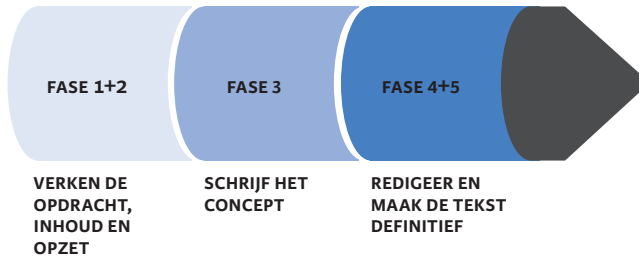 FASE 1+2
FASE 3
FASE 4+5
VERKEN DE
OPDRACHT,
INHOUD EN
OPZET
SCHRIJF HET
CONCEPT
REDIGEER EN
MAAK DE TEKST
DEFINITIEF